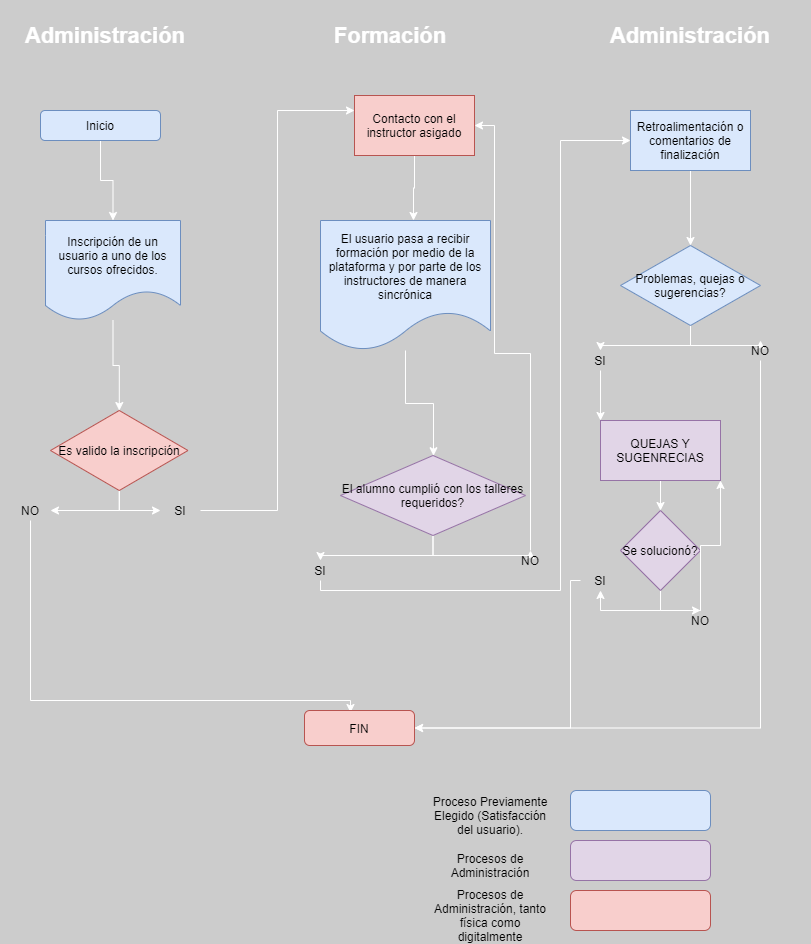 Administración
Formación
Administración
Inicio
Inscripción de un
usuario a uno de los
cursos ofrecidos.
Es valido la inscripción
NO
SI
Contacto con el
instructor asigado
El usuario pasa a recibir
formación por medio de la
plataforma y por parte de los
instructores de manera
sincrónica
El alumno cumplió con los talleres
requeridos?
SI
NO
Retroalimentación o
comentarios de
finalización
Problemas, quejas o
sugerencias?
SI
NO
QUEJAS Y
SUGENRECIAS
Se solucionó?
SI
NO
FIN
Proceso Previamente
Elegido (Satisfacción
del usuario).
Procesos de
Administración
Procesos de
Administración, tanto
física como
digitalmente